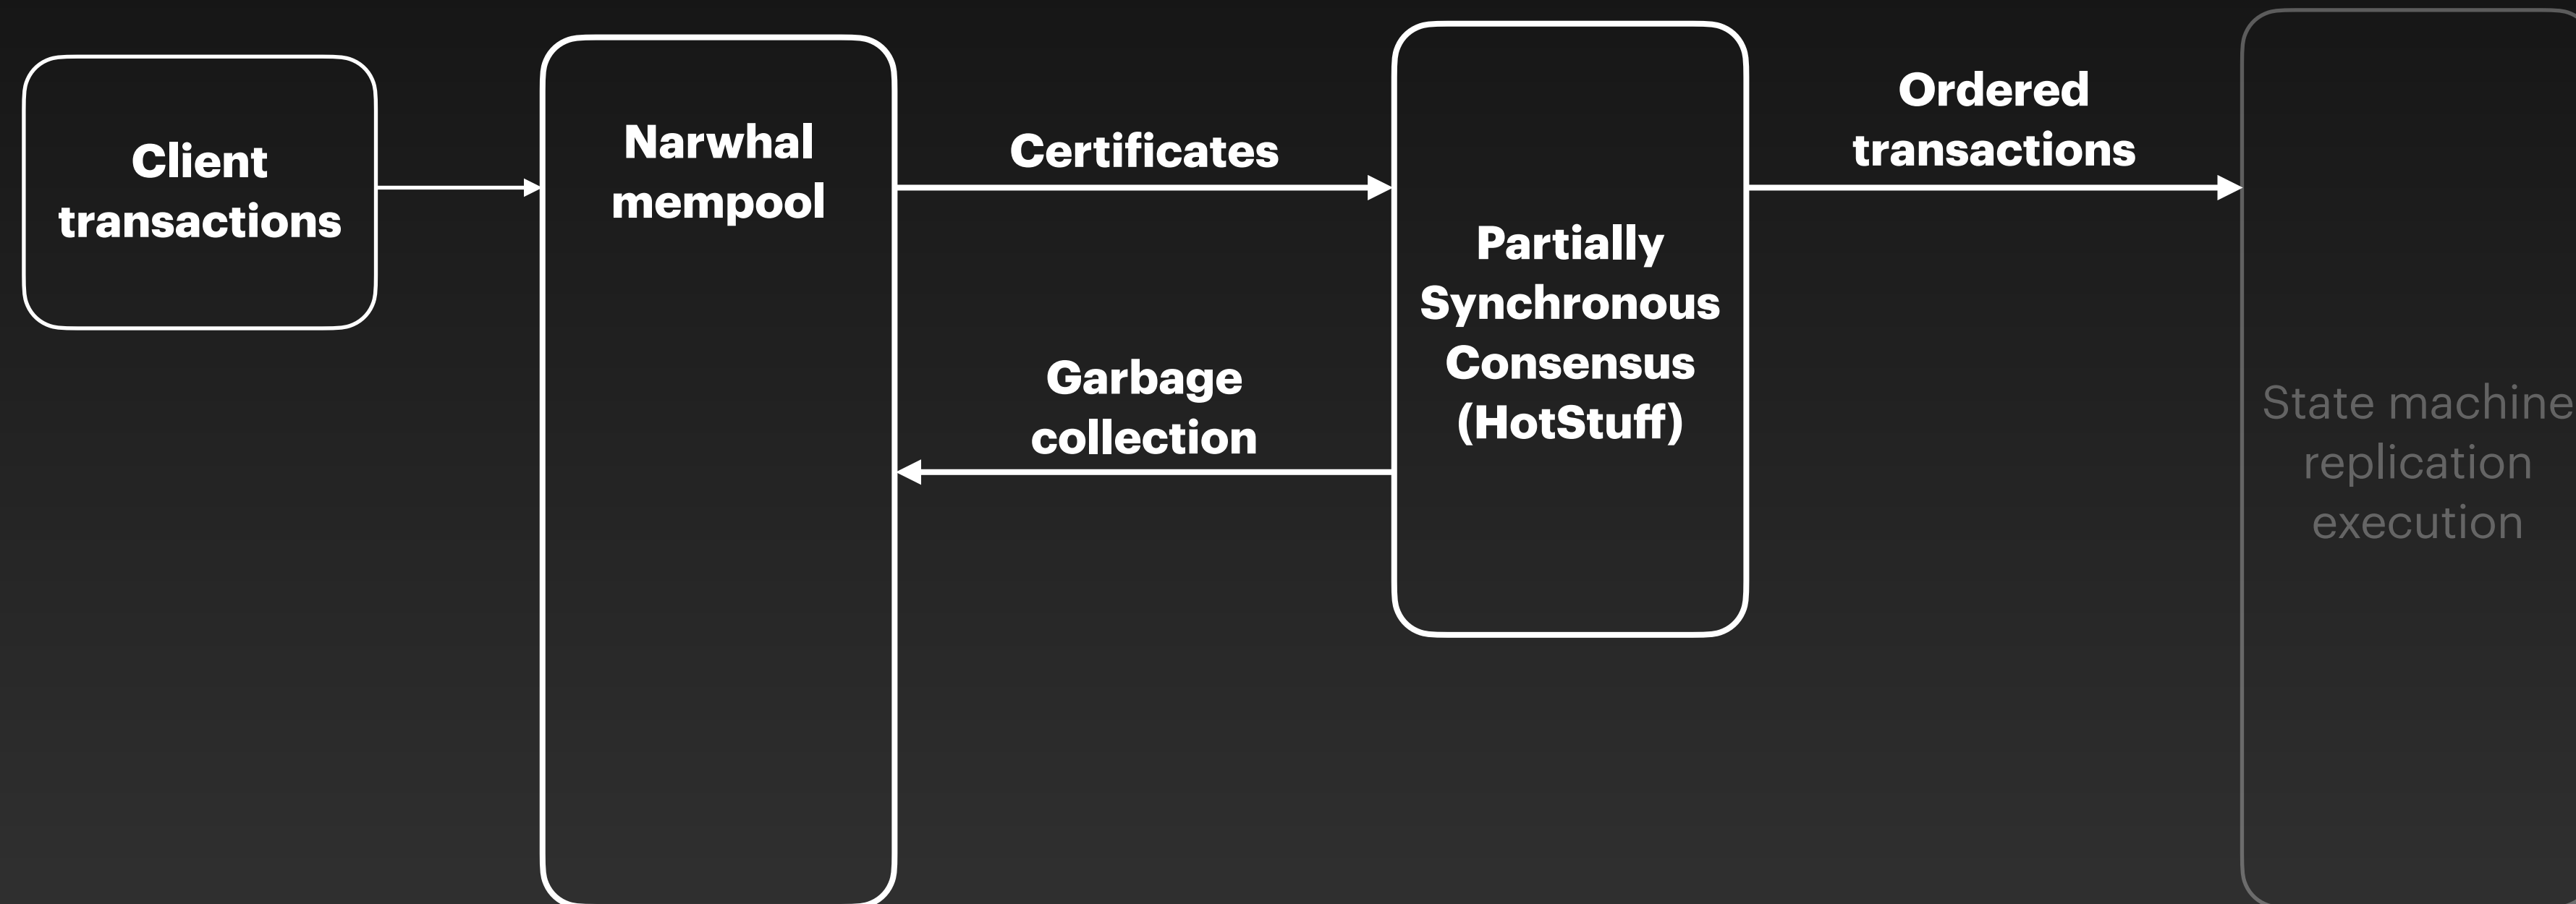 Client
transactions
Narwhal
mempool
Certificates
Garbage
collection
Partially
Synchronous
Consensus
(HotStuff)
Ordered
transactions
State machine
replication
execution